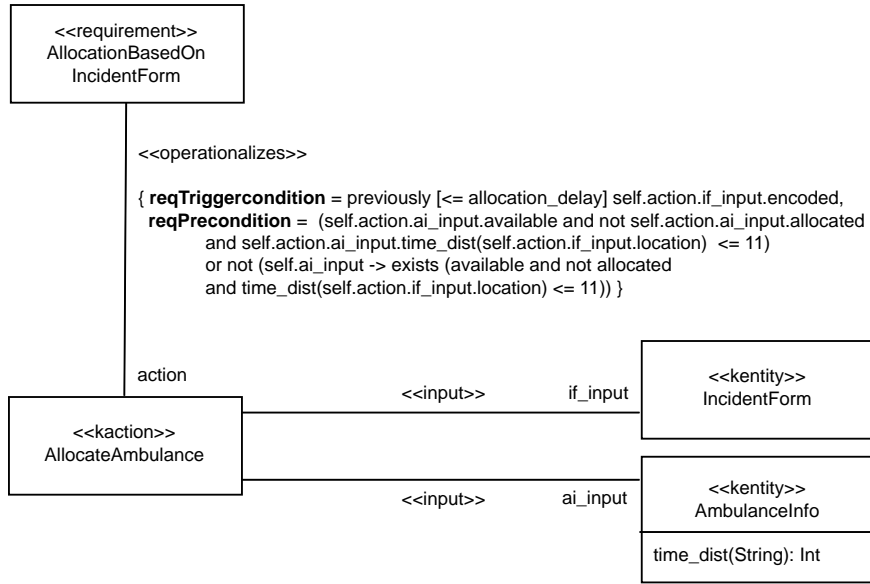 <<requirement>>
AllocationBasedOn
IncidentForm
<<operationalizes>>
{ reqTriggercondition = previously [<= allocation_delay] self.action.if_input.encoded,
reqPrecondition = (self.action.ai_input.available and not self.action.ai_input.allocated
and self.action.ai_input.time_dist(self.action.if_input.location) <= 11)
or not (self.ai_input -> exists (available and not allocated
and time_dist(self.action.if_input.location) <= 11)) }
action
<<kaction>>
AllocateAmbulance
<<input>>
if_input
<<kentity>>
IncidentForm
<<input>>
ai_input
<<kentity>>
AmbulanceInfo
time_dist(String): Int